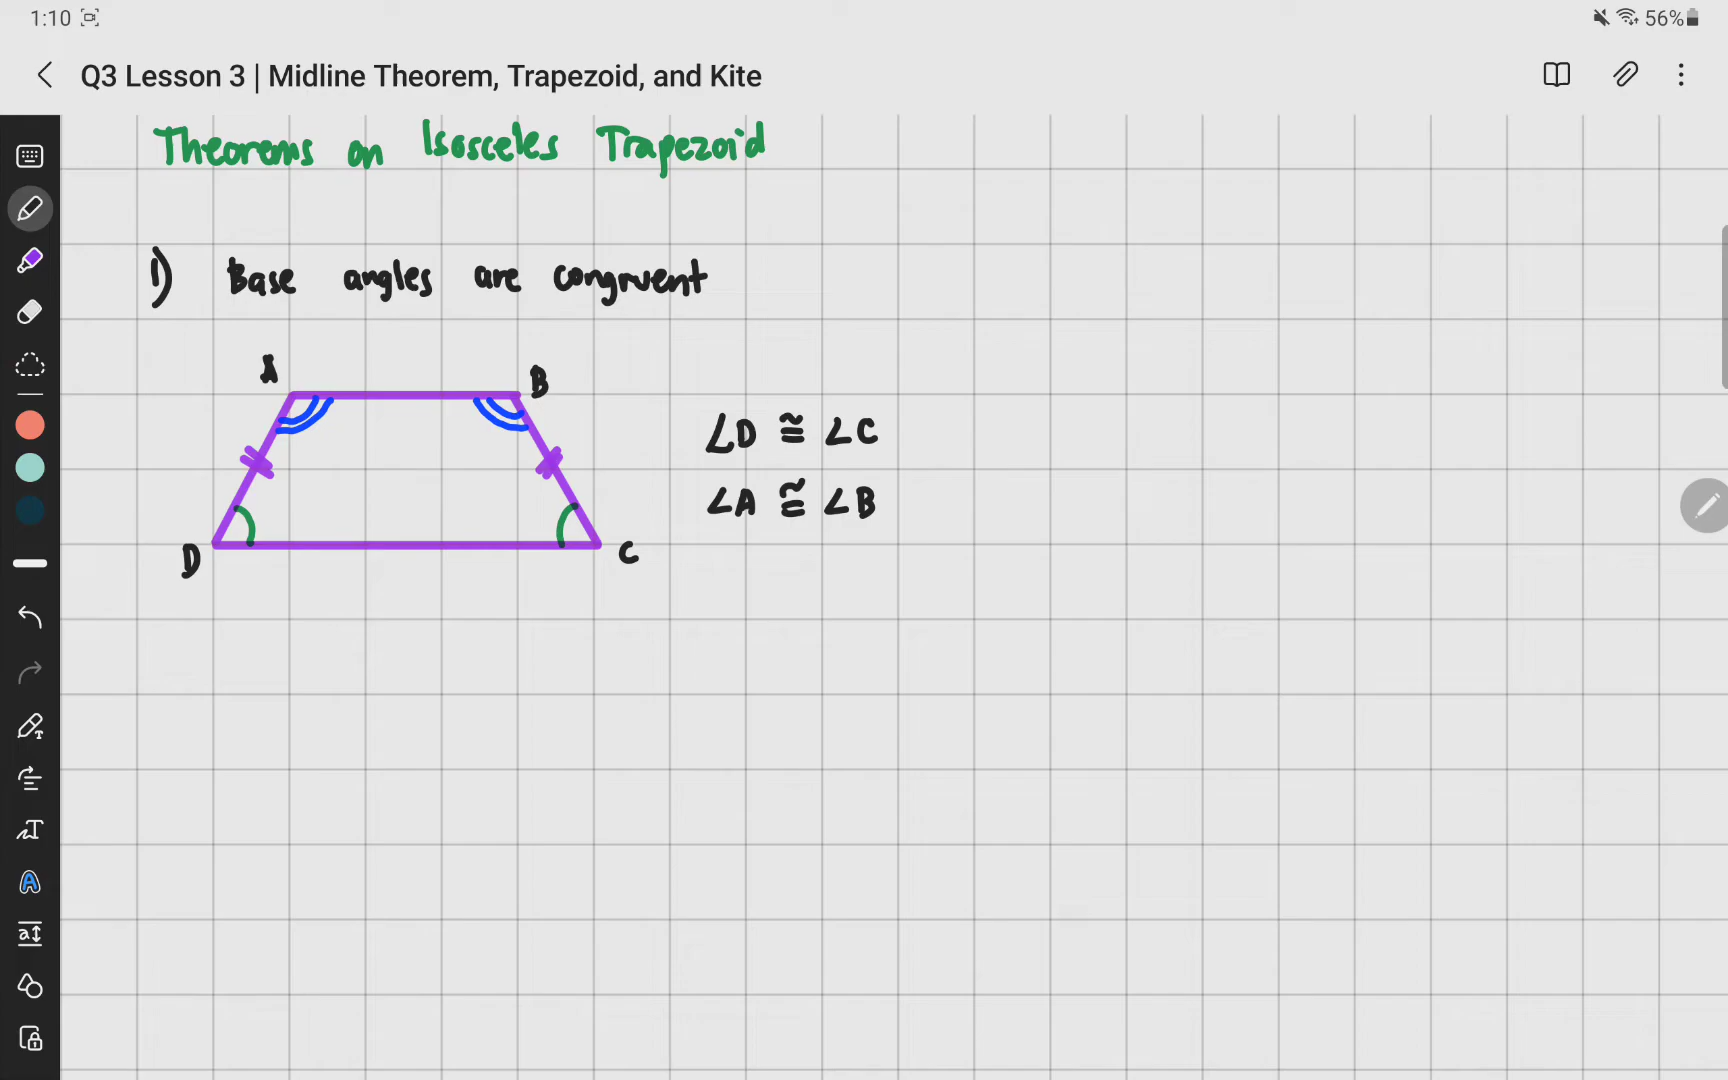 1:10
56%
Q3 Lesson 3 | Midline Theorem, Trapezoid, and Kite
Theorems on Isosceles Trapezoid
1) Base angles are congruent
A
B
∠D ≅ ∠C
∠A ≅ ∠B
D
C